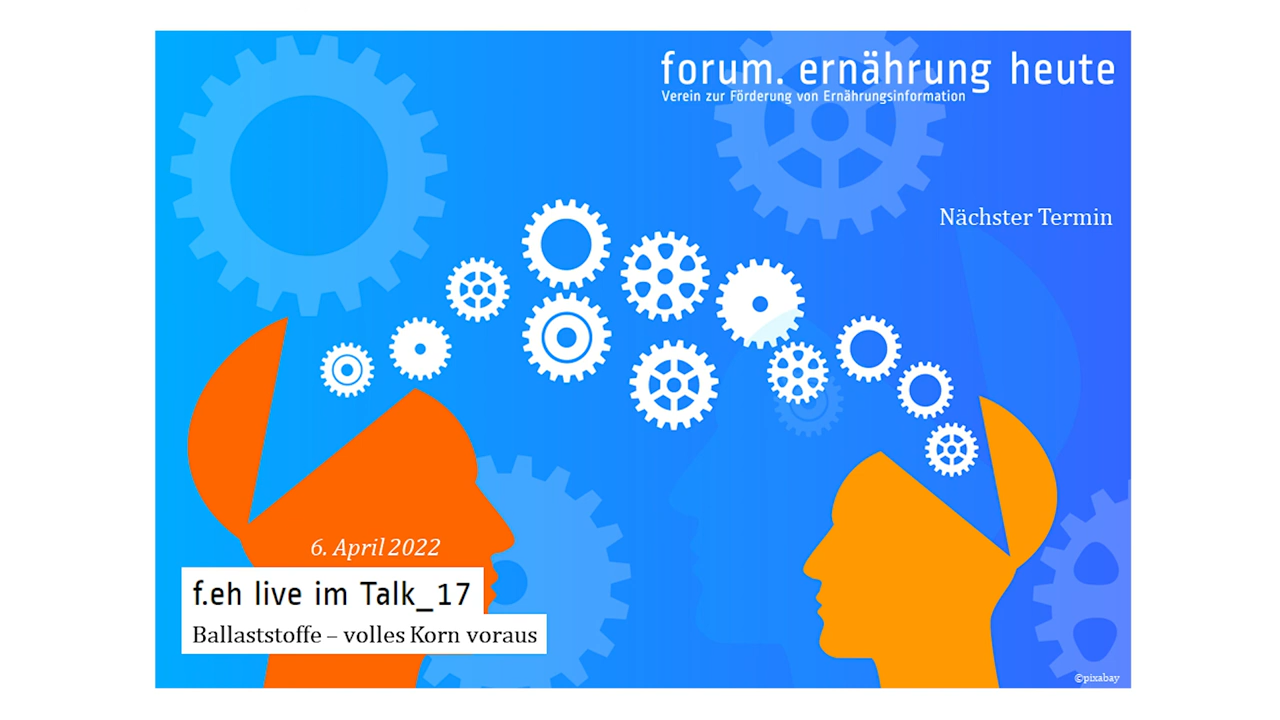 forum. ernährung heute
Verein zur Förderung von Ernährungsinformation
Nächster Termin
6. April 2022
f.eh live im Talk_17
Ballaststoffe – volles Korn voraus
©pixabay